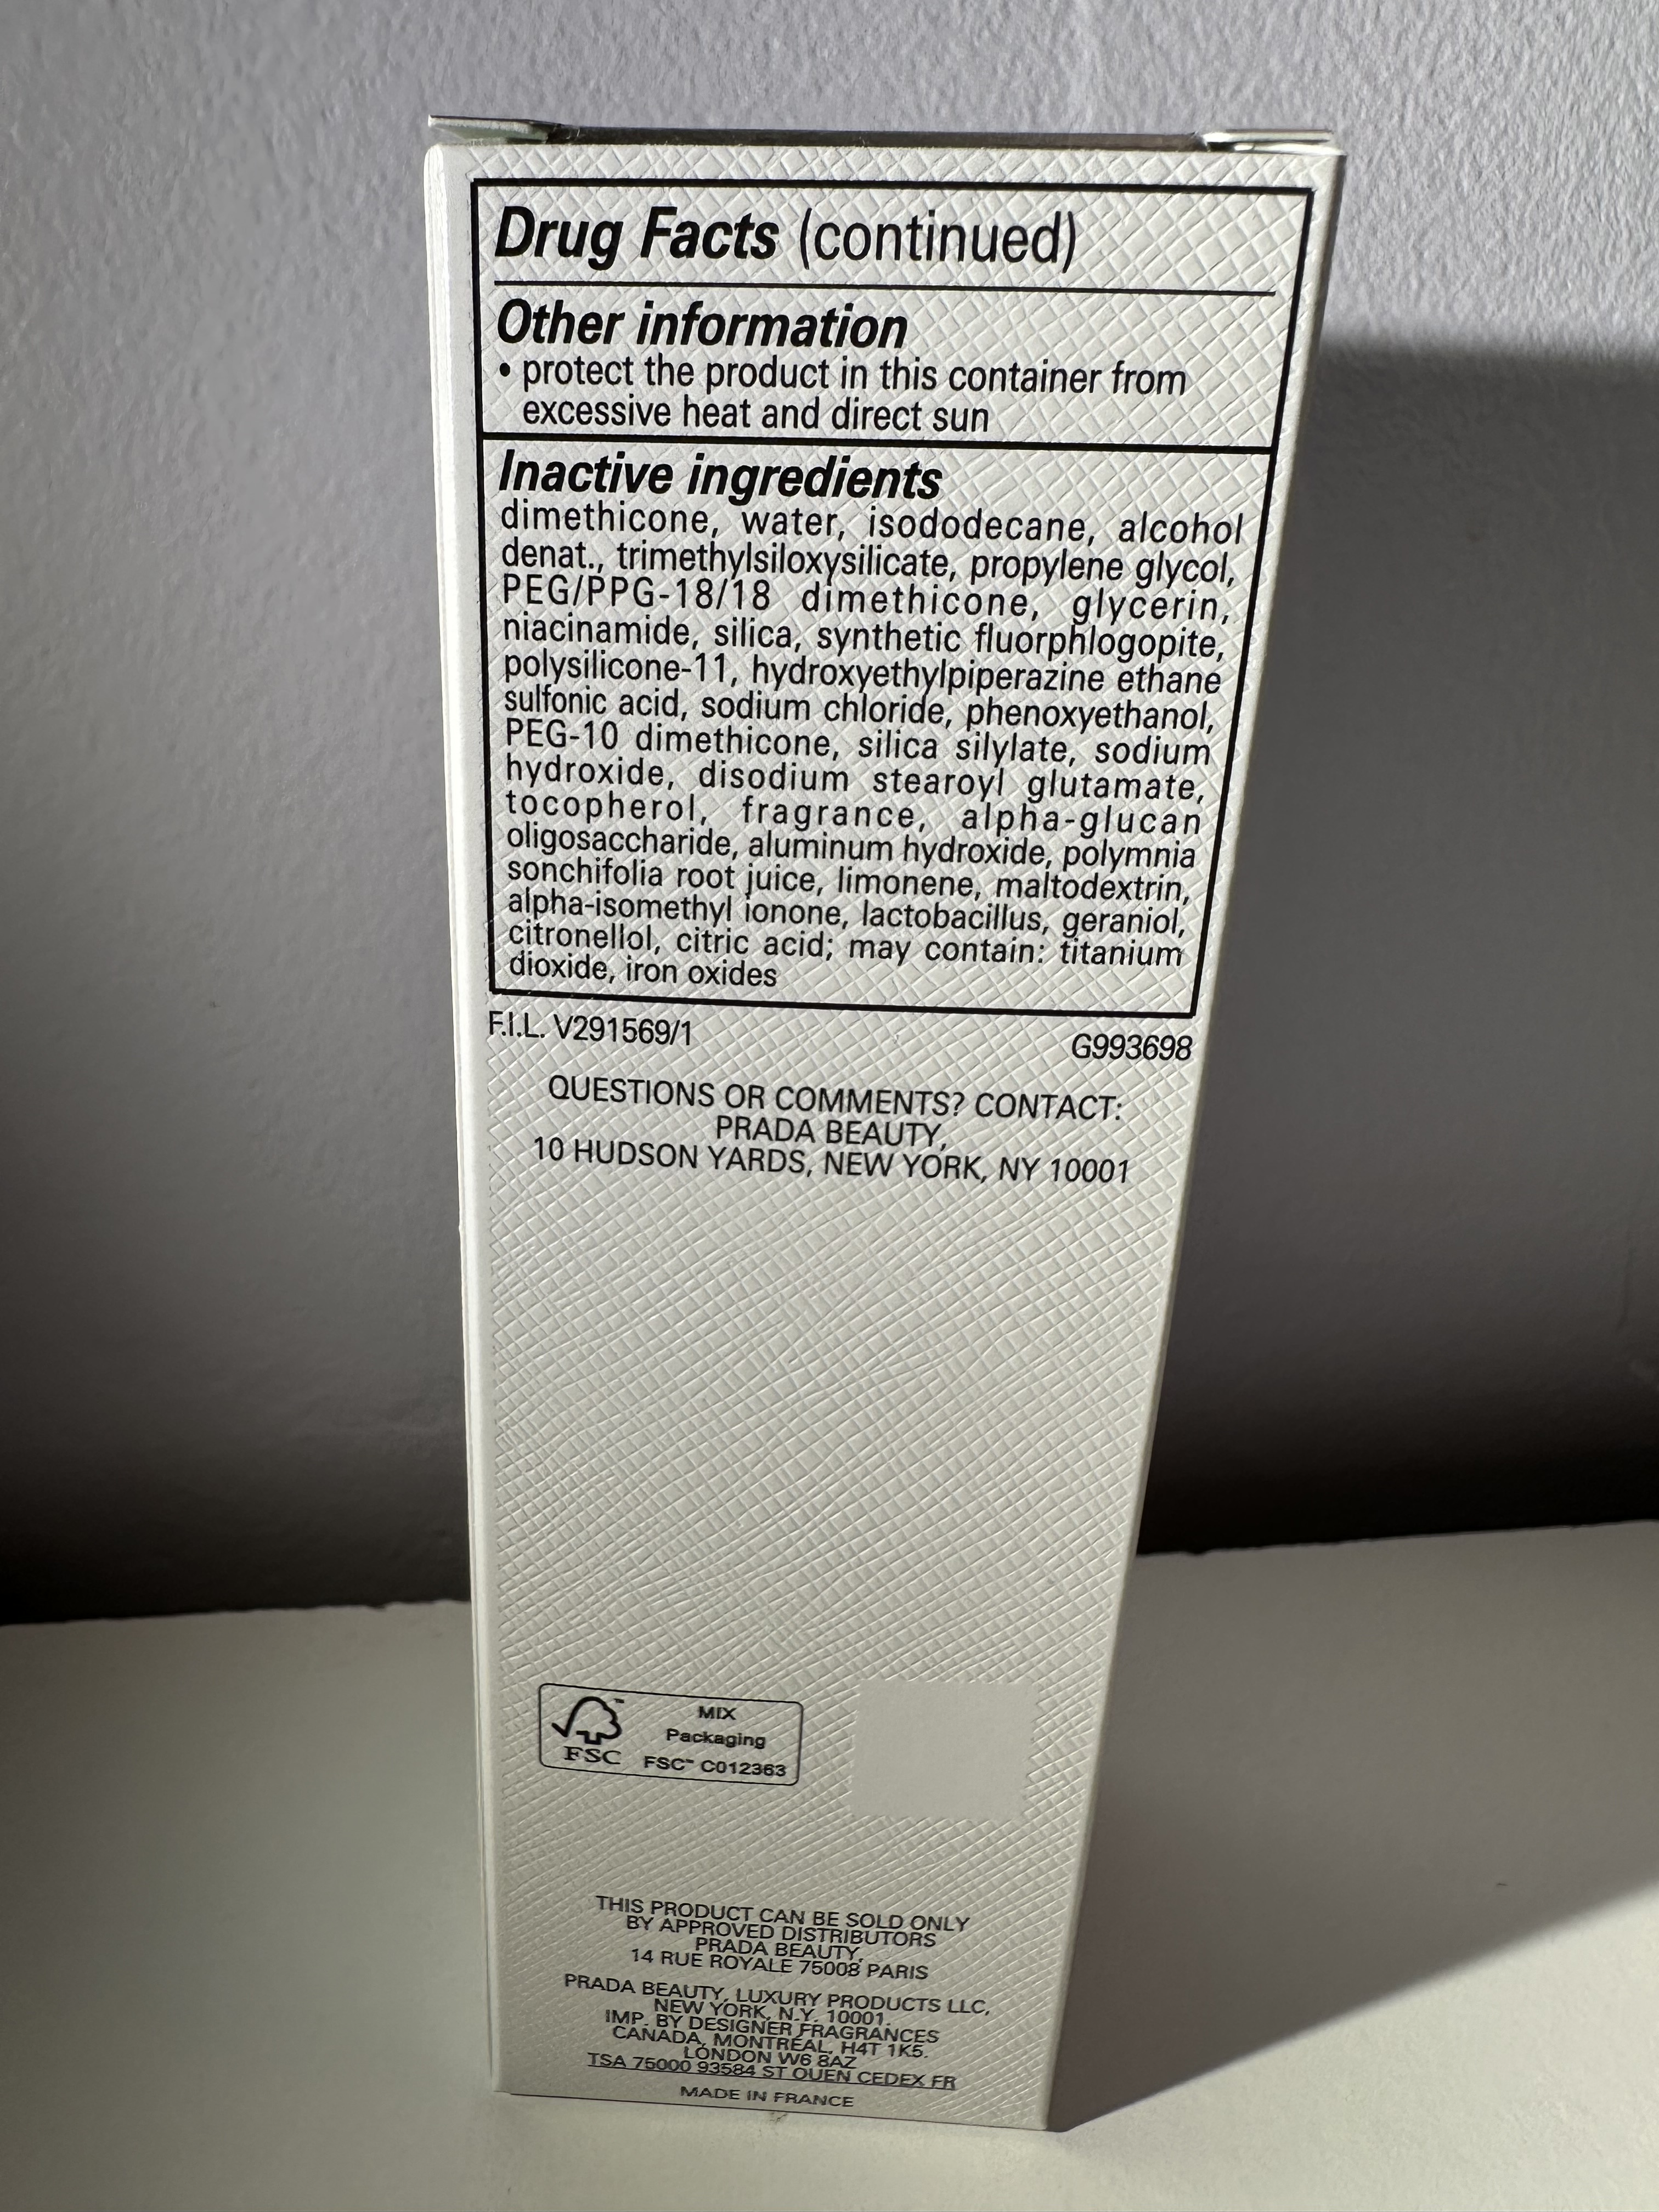 Drug Facts (continued)
Other information
• protect the product in this container from
excessive heat and direct sun
Inactive ingredients
dimethicone, water, isododecane, alcohol
denat., trimethylsiloxysilicate, propylene glycol,
PEG/PPG-18/18 dimethicone, glycerin,
niacinamide, silica, synthetic fluorphlogopite,
polysilicone-11, hydroxyethylpiperazine ethane
sulfonic acid, sodium chloride, phenoxyethanol,
PEG-10 dimethicone, silica silylate, sodium
hydroxide, disodium stearoyl glutamate,
tocopherol, fragrance, alpha-glucan
oligosaccharide, aluminum hydroxide, polymnia
sonchifolia root juice, limonene, maltodextrin,
alpha-isomethyl ionone, lactobacillus, geraniol,
citronellol, citric acid; may contain: titanium
dioxide, iron oxides
F.I.L. V291569/1 G993698
QUESTIONS OR COMMENTS? CONTACT:
PRADA BEAUTY,
10 HUDSON YARDS, NEW YORK, NY 10001
MIX
Packaging
FSC™ C012363
FSC
THIS PRODUCT CAN BE SOLD ONLY
BY APPROVED DISTRIBUTORS
PRADA BEAUTY,
14 RUE ROYALE 75008 PARIS
PRADA BEAUTY, LUXURY PRODUCTS LLC,
NEW YORK, N.Y. 10001.
IMP. BY DESIGNER FRAGRANCES
CANADA, MONTRÉAL, H4T 1K5.
LONDON W6 8AZ
TSA 75000 93584 ST OUEN CEDEX FR
MADE IN FRANCE